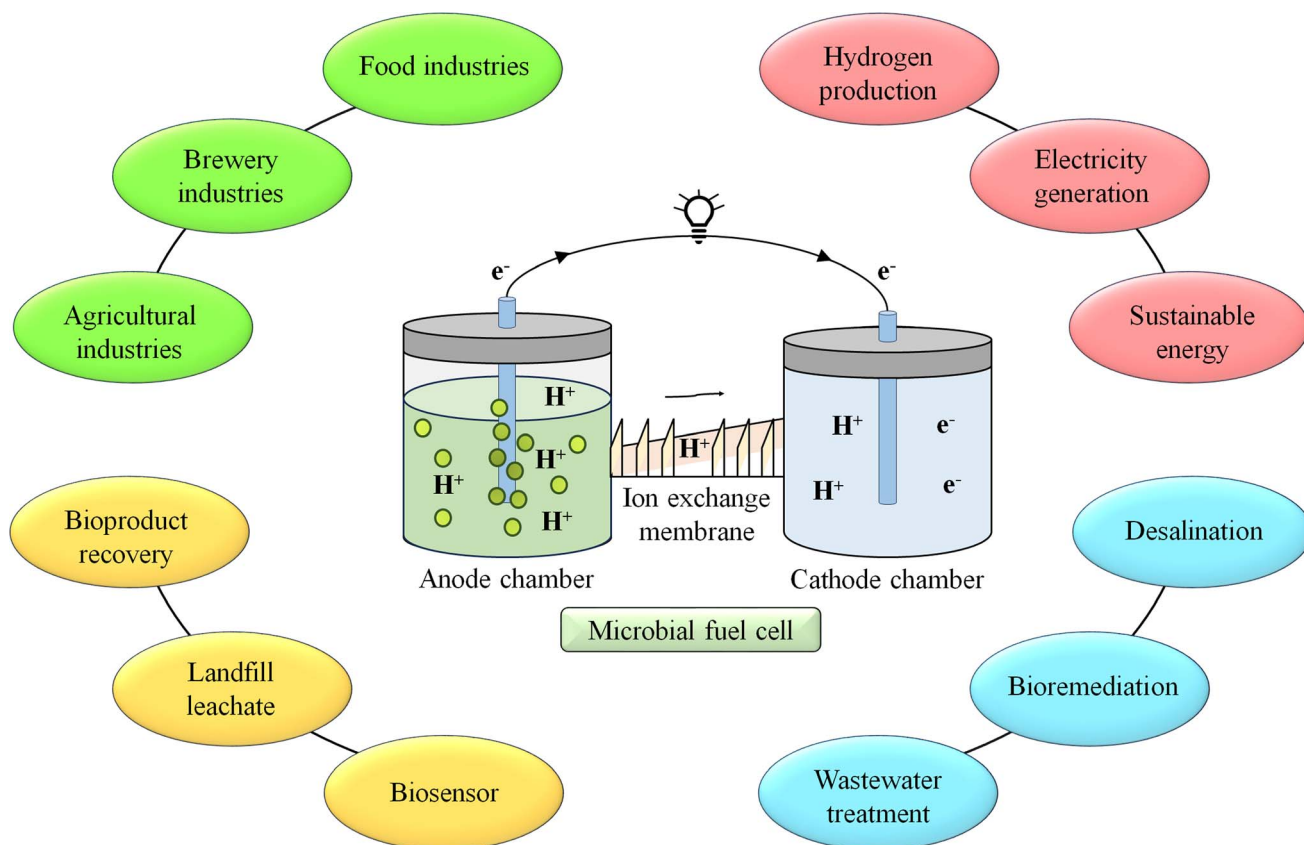 Food industries
Brewery
industries
Agricultural
industries
Hydrogen
production
Electricity
generation
Sustainable
energy
e⁻
e⁻
H⁺
H⁺
H⁺
H⁺
H⁺
H⁺
H⁺
e⁻
e⁻
Ion exchange
membrane
Anode chamber
Cathode chamber
Microbial fuel cell
Bioproduct
recovery
Landfill
leachate
Biosensor
Desalination
Bioremediation
Wastewater
treatment